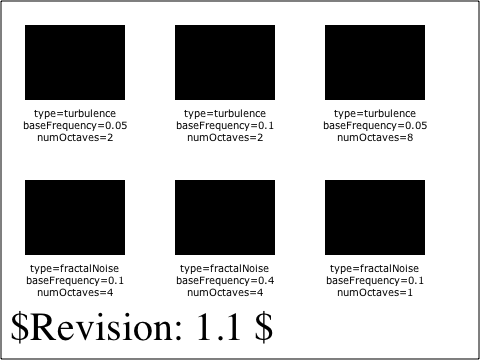 type=turbulence
baseFrequency=0.05
numOctaves=2
type=turbulence
baseFrequency=0.1
numOctaves=2
type=turbulence
baseFrequency=0.05
numOctaves=8
type=fractalNoise
baseFrequency=0.1
numOctaves=4
type=fractalNoise
baseFrequency=0.4
numOctaves=4
type=fractalNoise
baseFrequency=0.1
numOctaves=1
$Revision: 1.1 $